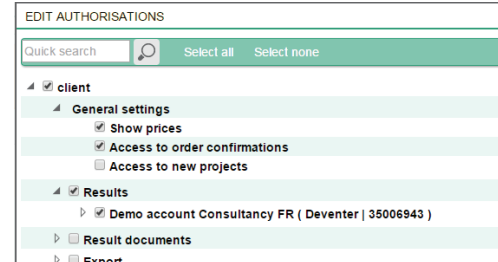 EDIT AUTHORISATIONS
Quick search Select all Select none
client
General settings
Show prices
Access to order confirmations
Access to new projects
Results
Demo account Consultancy FR ( Deventer | 35006943 )
Result documents
Export